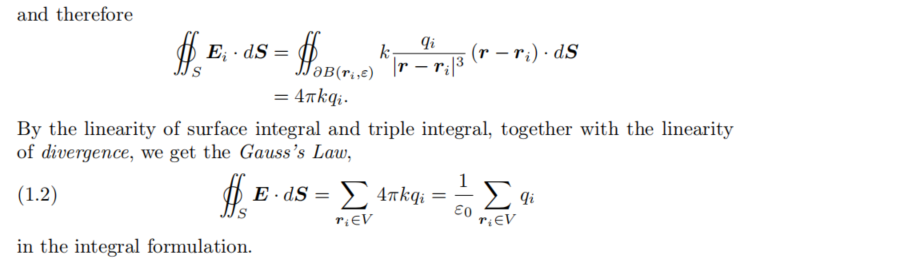 and therefore
∯_S E_i · dS = ∯_{∂B(r_i,ε)} k q_i/|r − r_i|³ (r − r_i) · dS
= 4πkq_i.
By the linearity of surface integral and triple integral, together with the linearity
of divergence, we get the Gauss's Law,
(1.2) ∯_S E · dS = ∑_{r_i∈V} 4πkq_i = 1/ε₀ ∑_{r_i∈V} q_i
in the integral formulation.